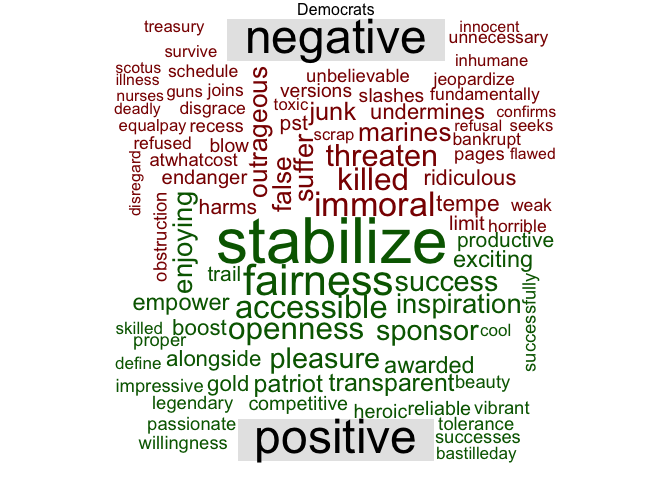 Democrats
treasury
negative
innocent
unnecessary
survive
inhumane
scotus
schedule
unbelievable
jeopardize
illness
nurses
guns
joins
outrageous
versions
slashes
fundamentally
deadly
disgrace
toxic
junk
undermines
confirms
equalpay
recess
pst
scrap
marines
refusal
seeks
refused
blow
suffer
threaten
bankrupt
atwhatcost
false
pages
flawed
disregard
endanger
killed
ridiculous
obstruction
enjoying
harms
immoral
tempe
weak
limit
horrible
stabilize
productive
exciting
trail
fairness
success
successfully
empower
accessible
inspiration
skilled
boost
openness
sponsor
cool
proper
define
alongside
pleasure
awarded
impressive
gold
patriot
transparent
beauty
legendary
competitive
heroic
reliable
vibrant
passionate
positive
tolerance
willingness
successes
bastilleday